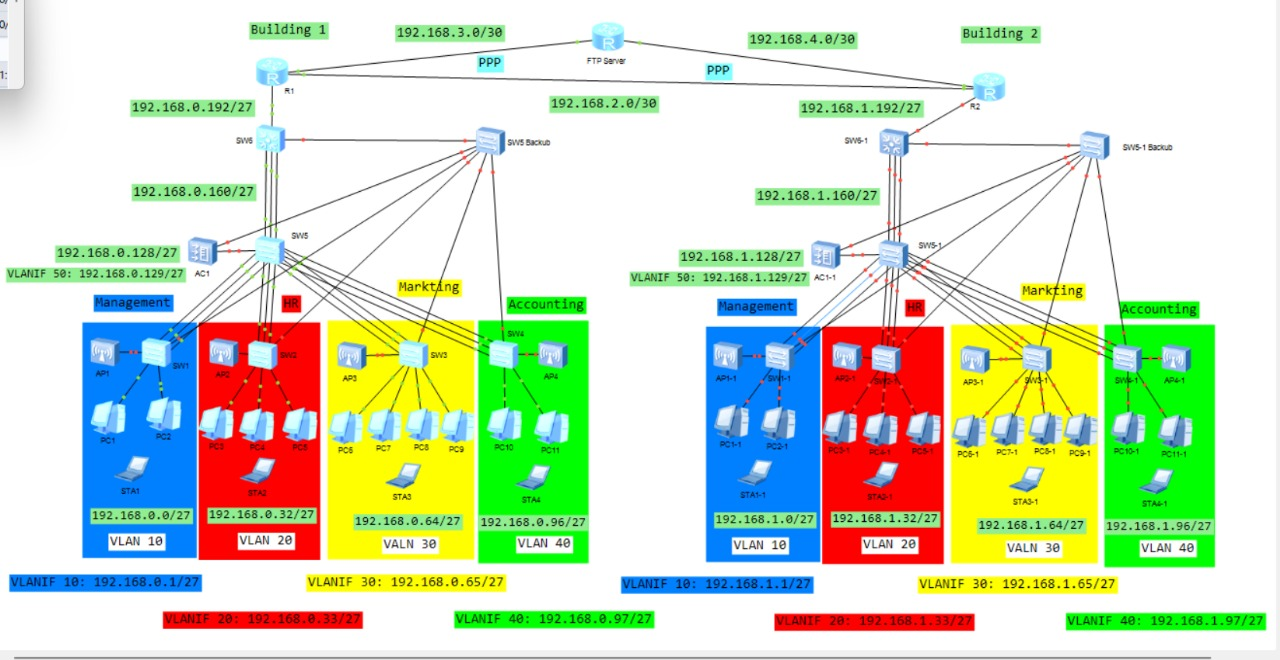 0/
1:
Building 1
192.168.3.0/30
192.168.4.0/30
Building 2
FTP Server
PPP
PPP
R1
R2
192.168.0.192/27
192.168.2.0/30
192.168.1.192/27
SW6
SW5 Backub
SW6-1
SW5-1 Backub
192.168.0.160/27
192.168.1.160/27
SW5
SW5-1
192.168.0.128/27
AC1
192.168.1.128/27
AC1-1
VLANIF 50: 192.168.0.129/27
VLANIF 50: 192.168.1.129/27
Management
HR
Markting
Accounting
Management
HR
Markting
Accounting
SW4
AP1
SW1
AP2
SW2
AP3
SW3
AP4
AP1-1
SW1-1
AP2-1
SW2-1
AP3-1
SW3-1
SW4-1
AP4-1
PC1
PC2
PC3
PC4
PC5
PC6
PC7
PC8
PC9
PC10
PC11
PC1-1
PC2-1
PC3-1
PC4-1
PC5-1
PC6-1
PC7-1
PC8-1
PC9-1
PC10-1
PC11-1
STA1
STA2
STA3
STA4
STA1-1
STA2-1
STA3-1
STA4-1
192.168.0.0/27
192.168.0.32/27
192.168.0.64/27
192.168.0.96/27
192.168.1.0/27
192.168.1.32/27
192.168.1.64/27
192.168.1.96/27
VLAN 10
VLAN 20
VALN 30
VLAN 40
VLAN 10
VLAN 20
VALN 30
VLAN 40
VLANIF 10: 192.168.0.1/27
VLANIF 30: 192.168.0.65/27
VLANIF 10: 192.168.1.1/27
VLANIF 30: 192.168.1.65/27
VLANIF 20: 192.168.0.33/27
VLANIF 40: 192.168.0.97/27
VLANIF 20: 192.168.1.33/27
VLANIF 40: 192.168.1.97/27